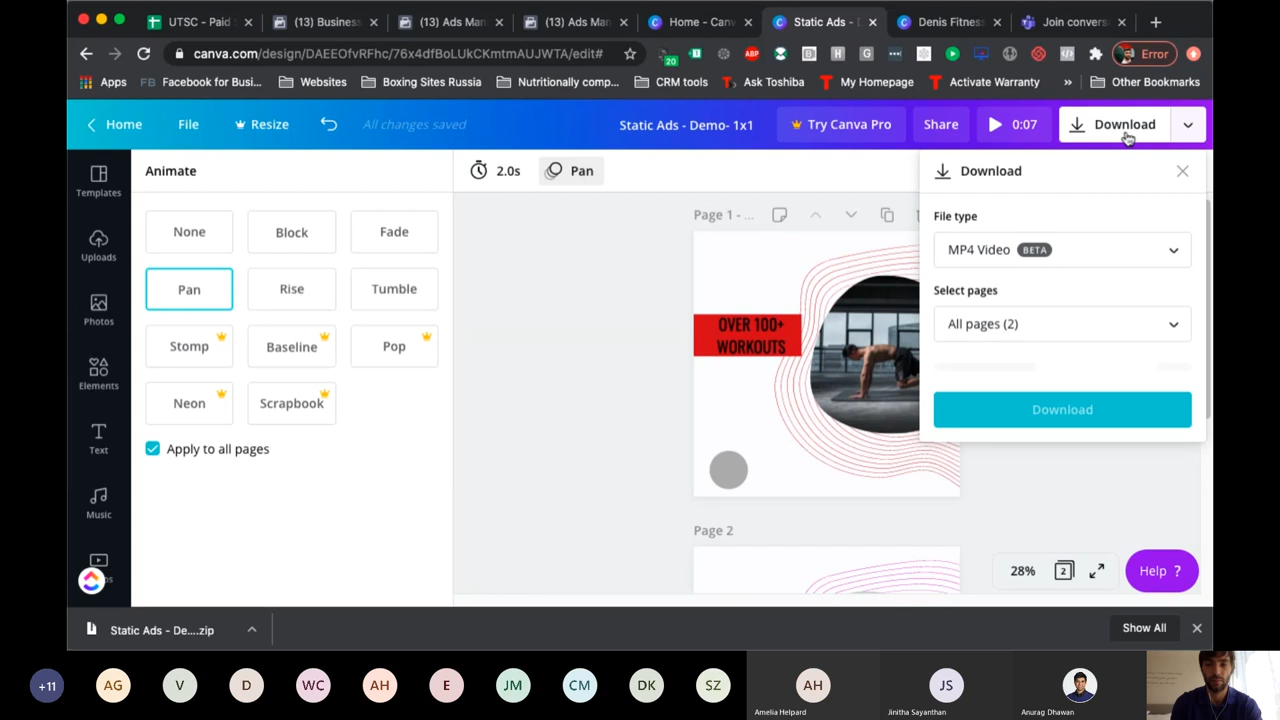 UTSC - Paid S
(13) Business
(13) Ads Man
(13) Ads Man
Home - Canv
Static Ads - D
Denis Fitness
Join convers
canva.com/design/DAEEOfvRFhc/76x4dfBoLUCKmtmAUJWTA/edit#
20
ABP
Error
Apps
FB Facebook for Busi...
Websites
Boxing Sites Russia
Nutritionally comp...
CRM tools
Ask Toshiba
My Homepage
Activate Warranty
»
Other Bookmarks
Home
File
Resize
All changes saved
Static Ads - Demo- 1x1
Try Canva Pro
Share
0:07
Download
Templates
Uploads
Photos
Elements
Text
Music
Animate
None
Block
Fade
Pan
Rise
Tumble
Stomp
Baseline
Pop
Neon
Scrapbook
Apply to all pages
2.0s
Pan
Page 1 - ...
OVER 100+
WORKOUTS
Page 2
Download
File type
MP4 Video BETA
Select pages
All pages (2)
Download
28%
2
Help ?
Static Ads - De....zip
Show All
+11
AG
V
D
WC
AH
E
JM
CM
DK
SZ
AH
Amelia Helpard
JS
Jinitha Sayanthan
Anurag Dhawan